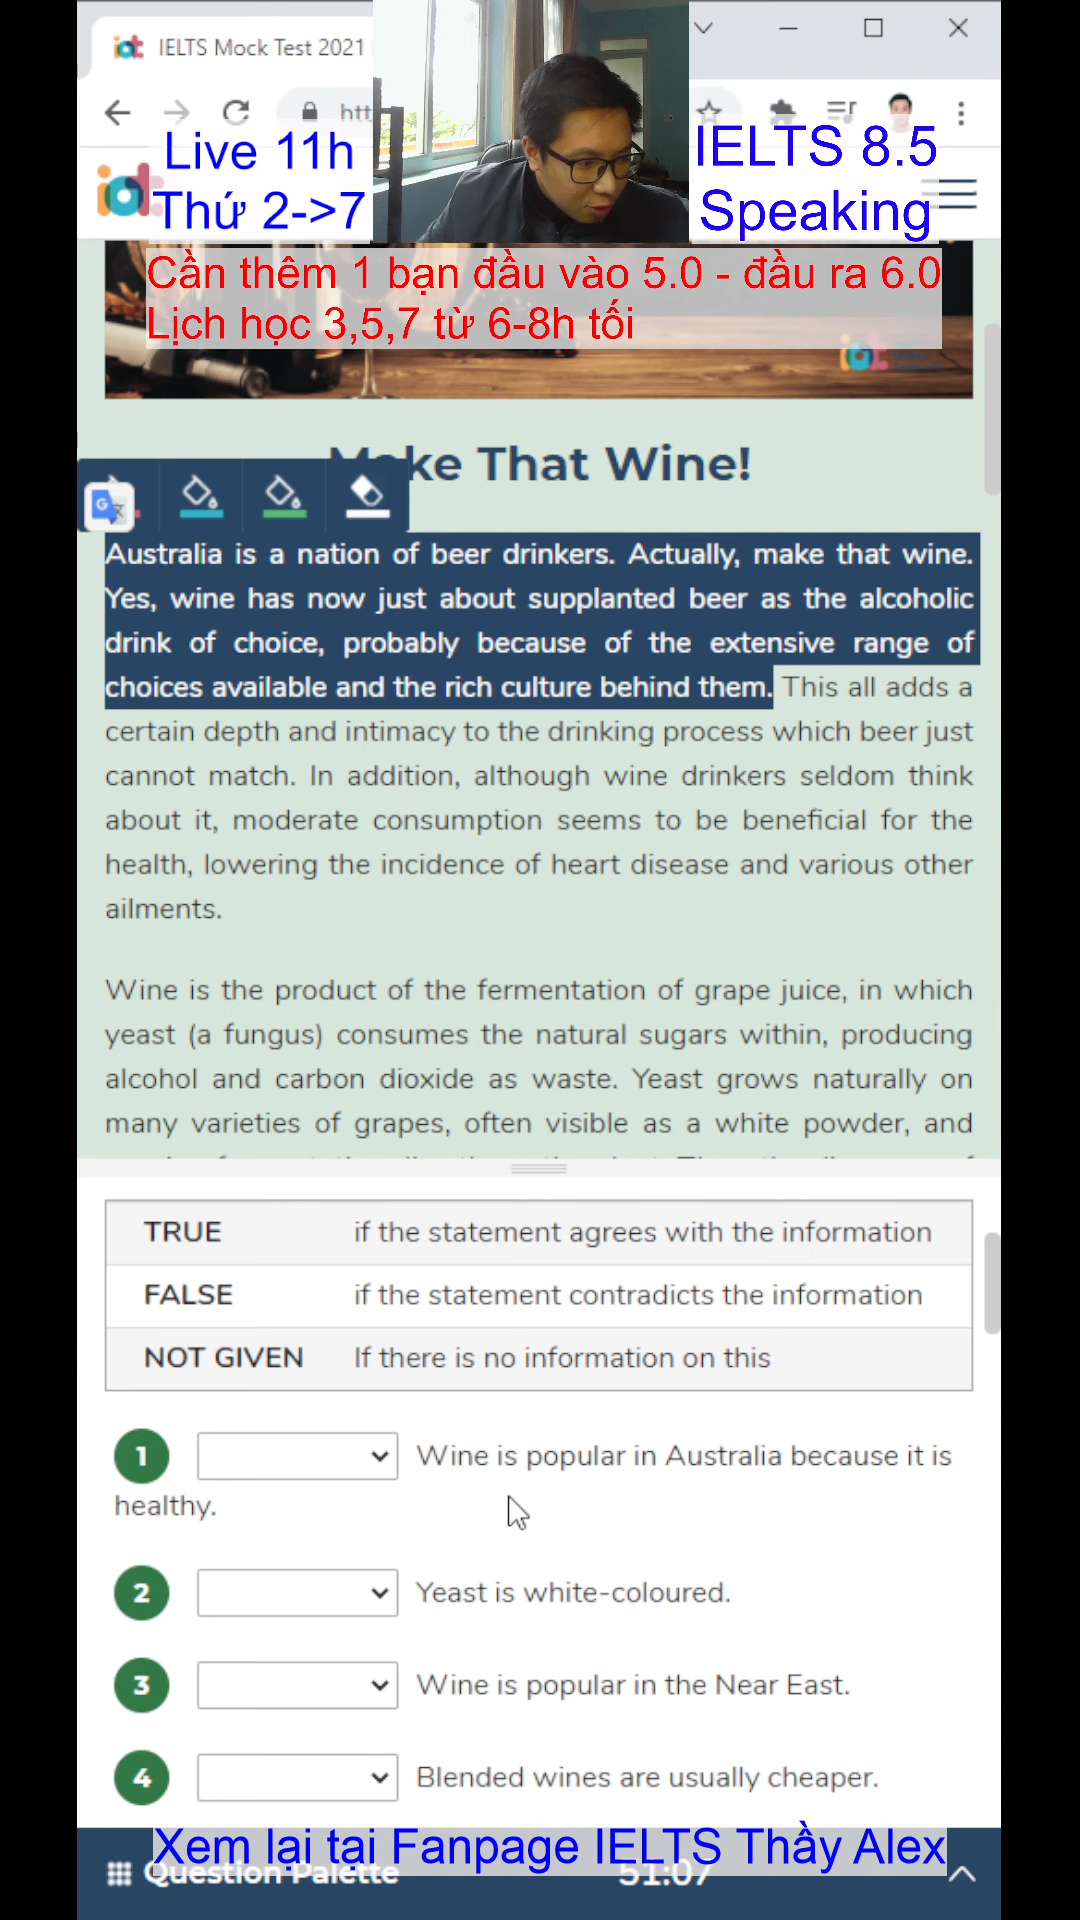 IELTS Mock Test 2021
Live 11h
Thứ 2->7
IELTS 8.5
Speaking
iot
Cần thêm 1 bạn đầu vào 5.0 - đầu ra 6.0
Lịch học 3,5,7 từ 6-8h tối
Make That Wine!
Australia is a nation of beer drinkers. Actually, make that wine.
Yes, wine has now just about supplanted beer as the alcoholic
drink of choice, probably because of the extensive range of
choices available and the rich culture behind them. This all adds a
certain depth and intimacy to the drinking process which beer just
cannot match. In addition, although wine drinkers seldom think
about it, moderate consumption seems to be beneficial for the
health, lowering the incidence of heart disease and various other
ailments.
Wine is the product of the fermentation of grape juice, in which
yeast (a fungus) consumes the natural sugars within, producing
alcohol and carbon dioxide as waste. Yeast grows naturally on
many varieties of grapes, often visible as a white powder, and
TRUE if the statement agrees with the information
FALSE if the statement contradicts the information
NOT GIVEN If there is no information on this
1 Wine is popular in Australia because it is
healthy.
2 Yeast is white-coloured.
3 Wine is popular in the Near East.
4 Blended wines are usually cheaper.
Xem lại tại Fanpage IELTS Thầy Alex
Question Palette 51:07